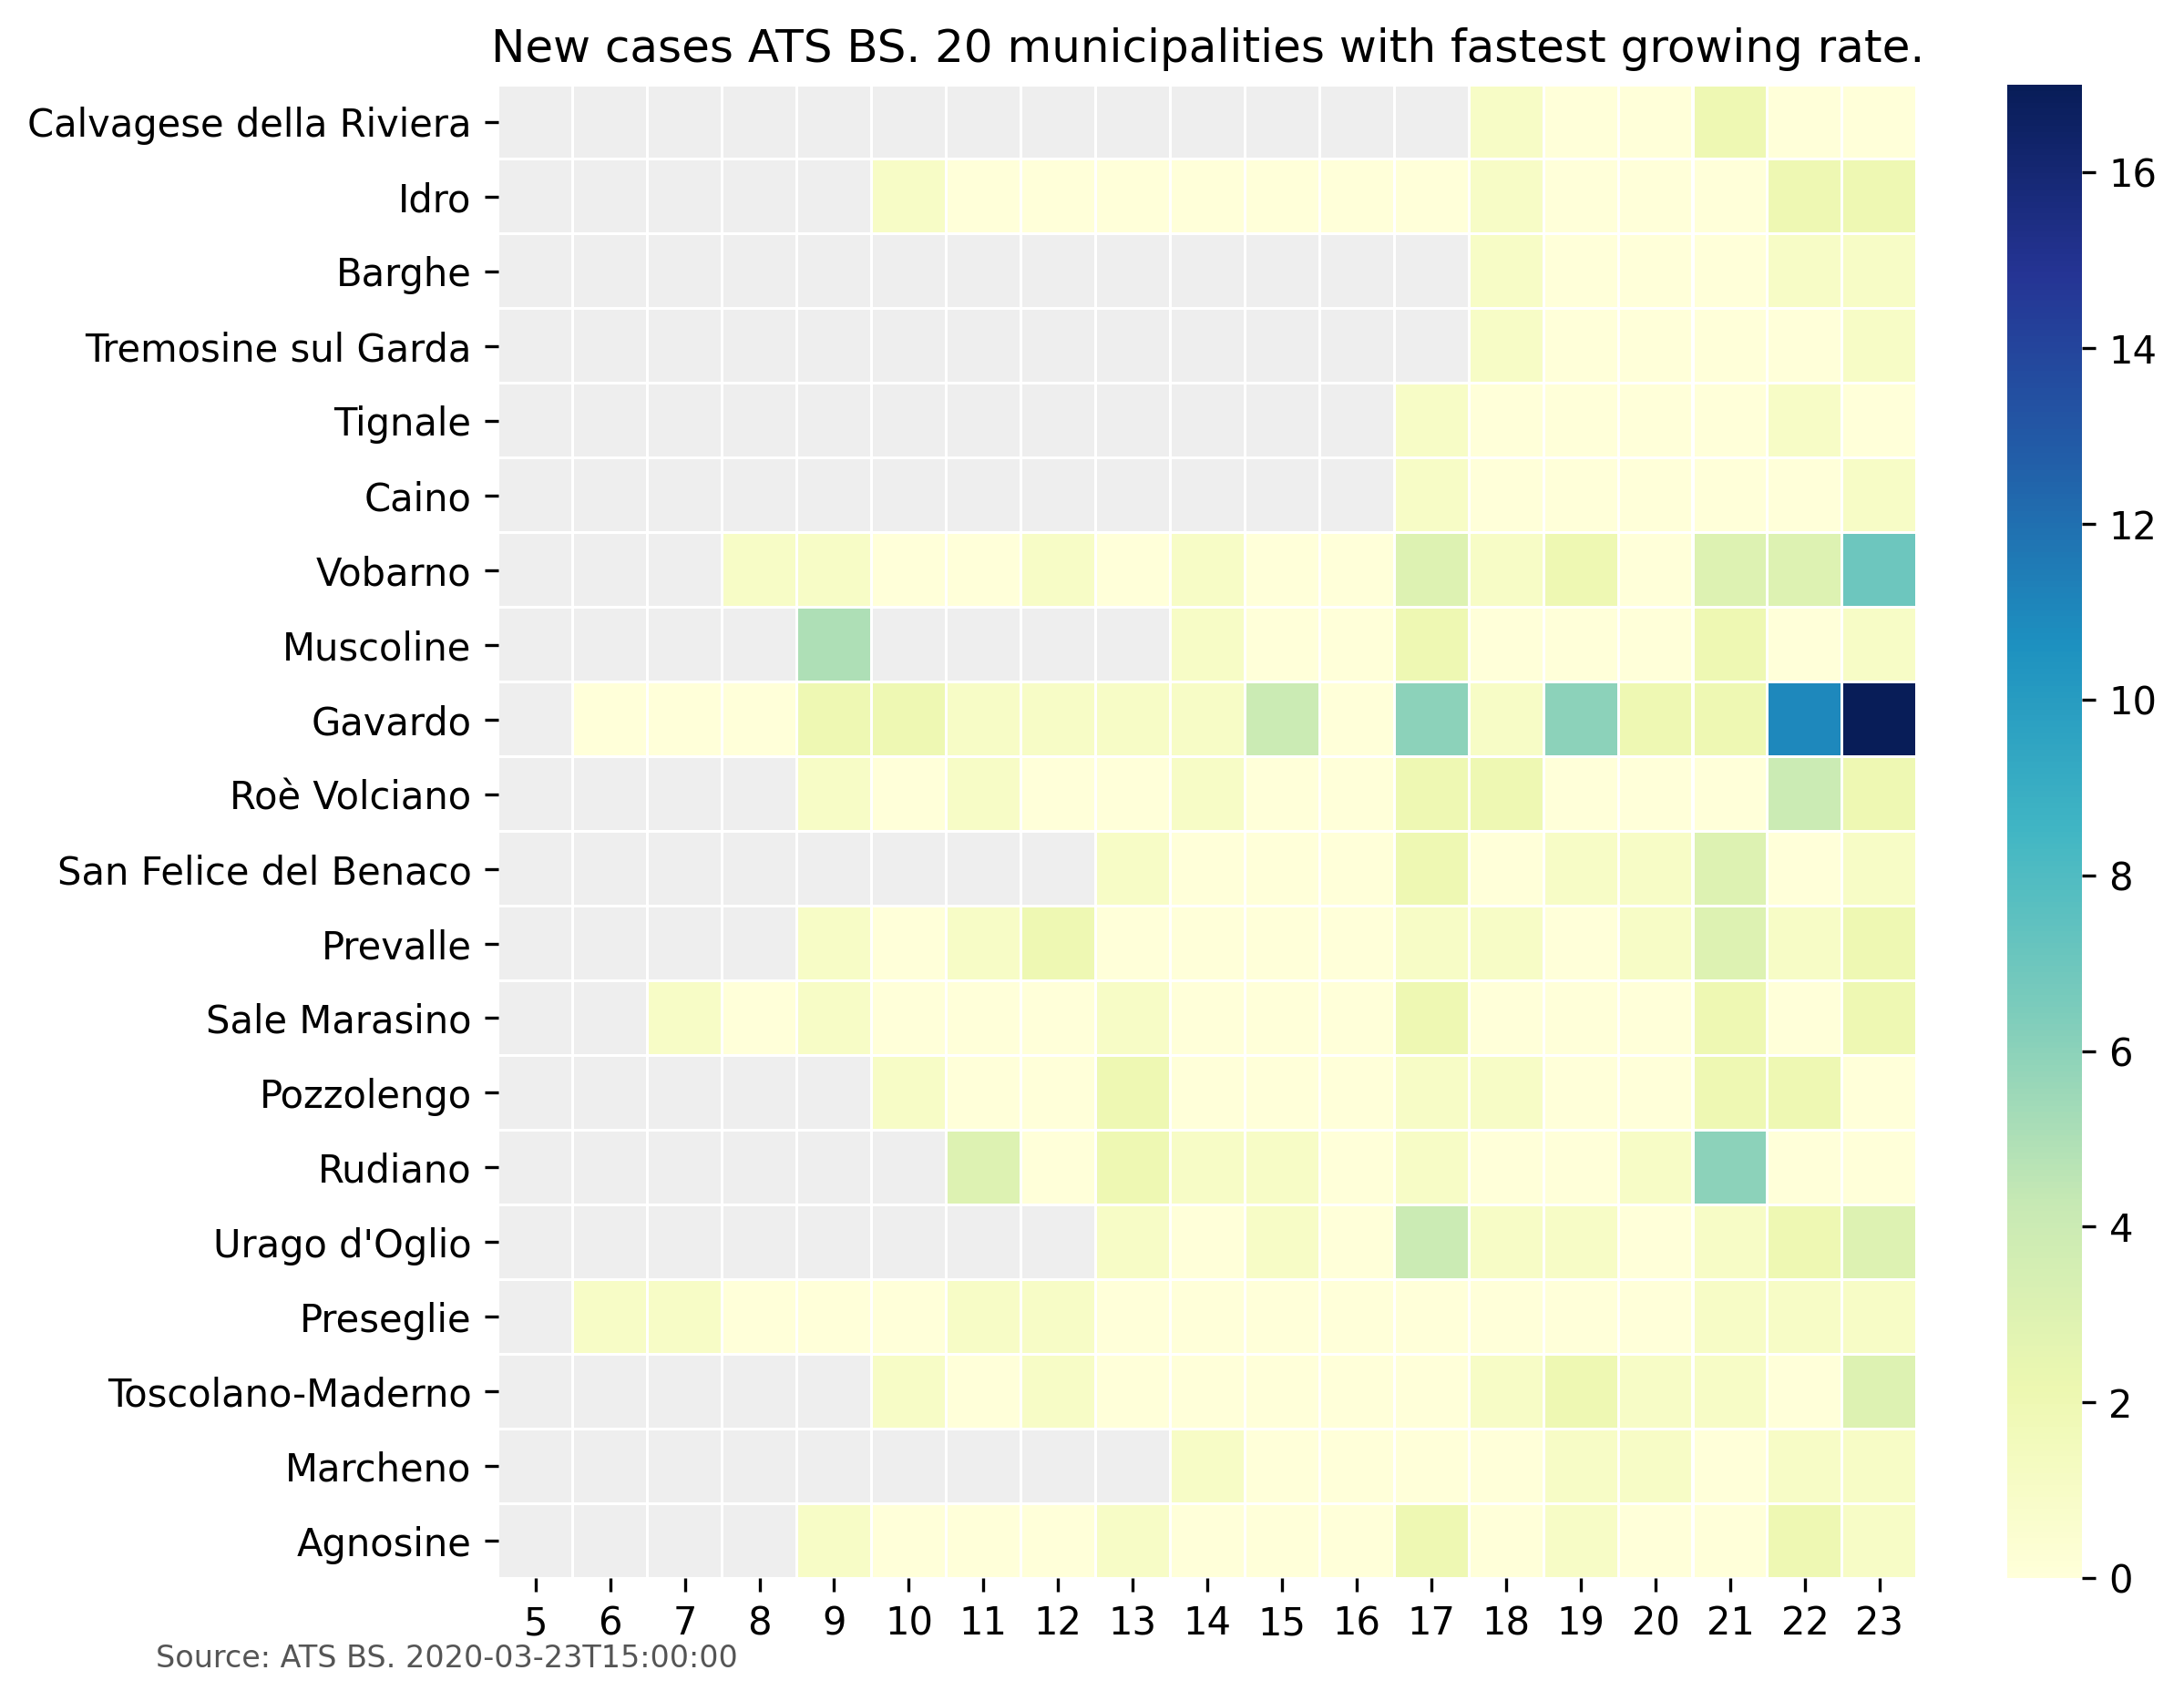 New cases ATS BS. 20 municipalities with fastest growing rate.
Calvagese della Riviera
Idro
Barghe
Tremosine sul Garda
Tignale
Caino
Vobarno
Muscoline
Gavardo
Roè Volciano
San Felice del Benaco
Prevalle
Sale Marasino
Pozzolengo
Rudiano
Urago d'Oglio
Preseglie
Toscolano-Maderno
Marcheno
Agnosine
5 6 7 8 9 10 11 12 13 14 15 16 17 18 19 20 21 22 23
16
14
12
10
8
6
4
2
0
Source: ATS BS. 2020-03-23T15:00:00